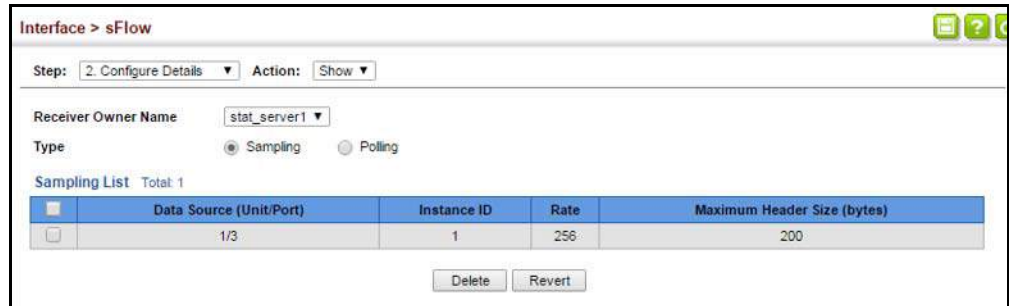 Interface > sFlow
Step: 2. Configure Details Action: Show
Receiver Owner Name stat_server1
Type Sampling Polling
Sampling List Total: 1
Data Source (Unit/Port) Instance ID Rate Maximum Header Size (bytes)
1/3 1 256 200
Delete Revert